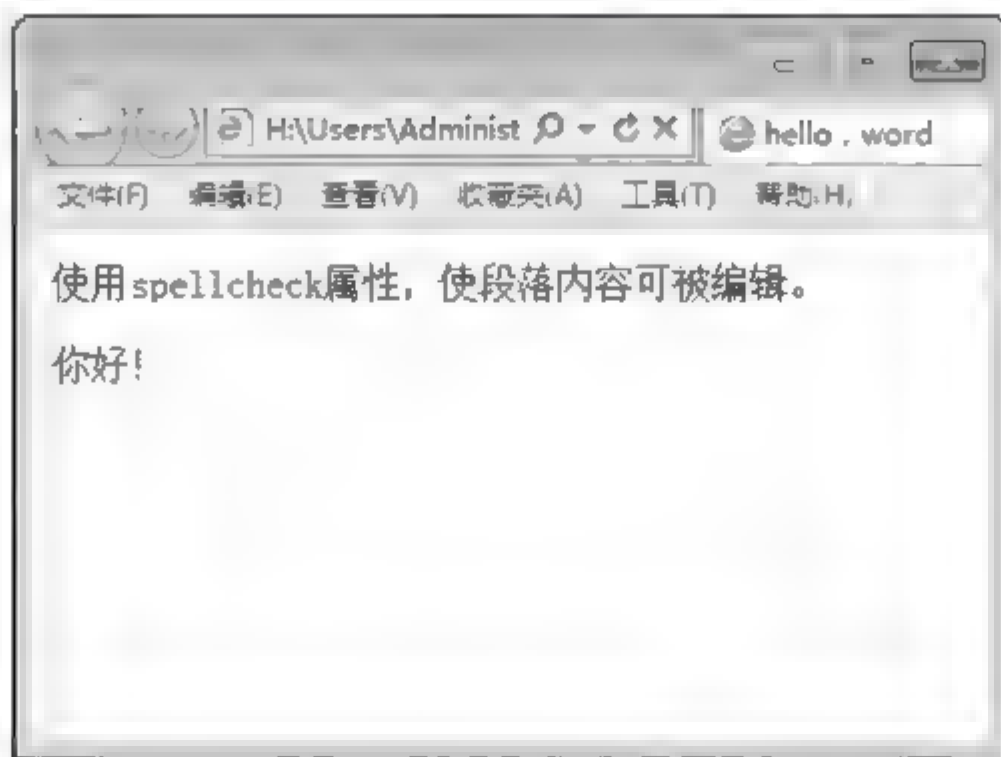 H:\Users\Administ hello . word
文件(F) 编辑(E) 查看(V) 收藏夹(A) 工具(T) 帮助(H)
使用spellcheck属性，使段落内容可被编辑。
你好！